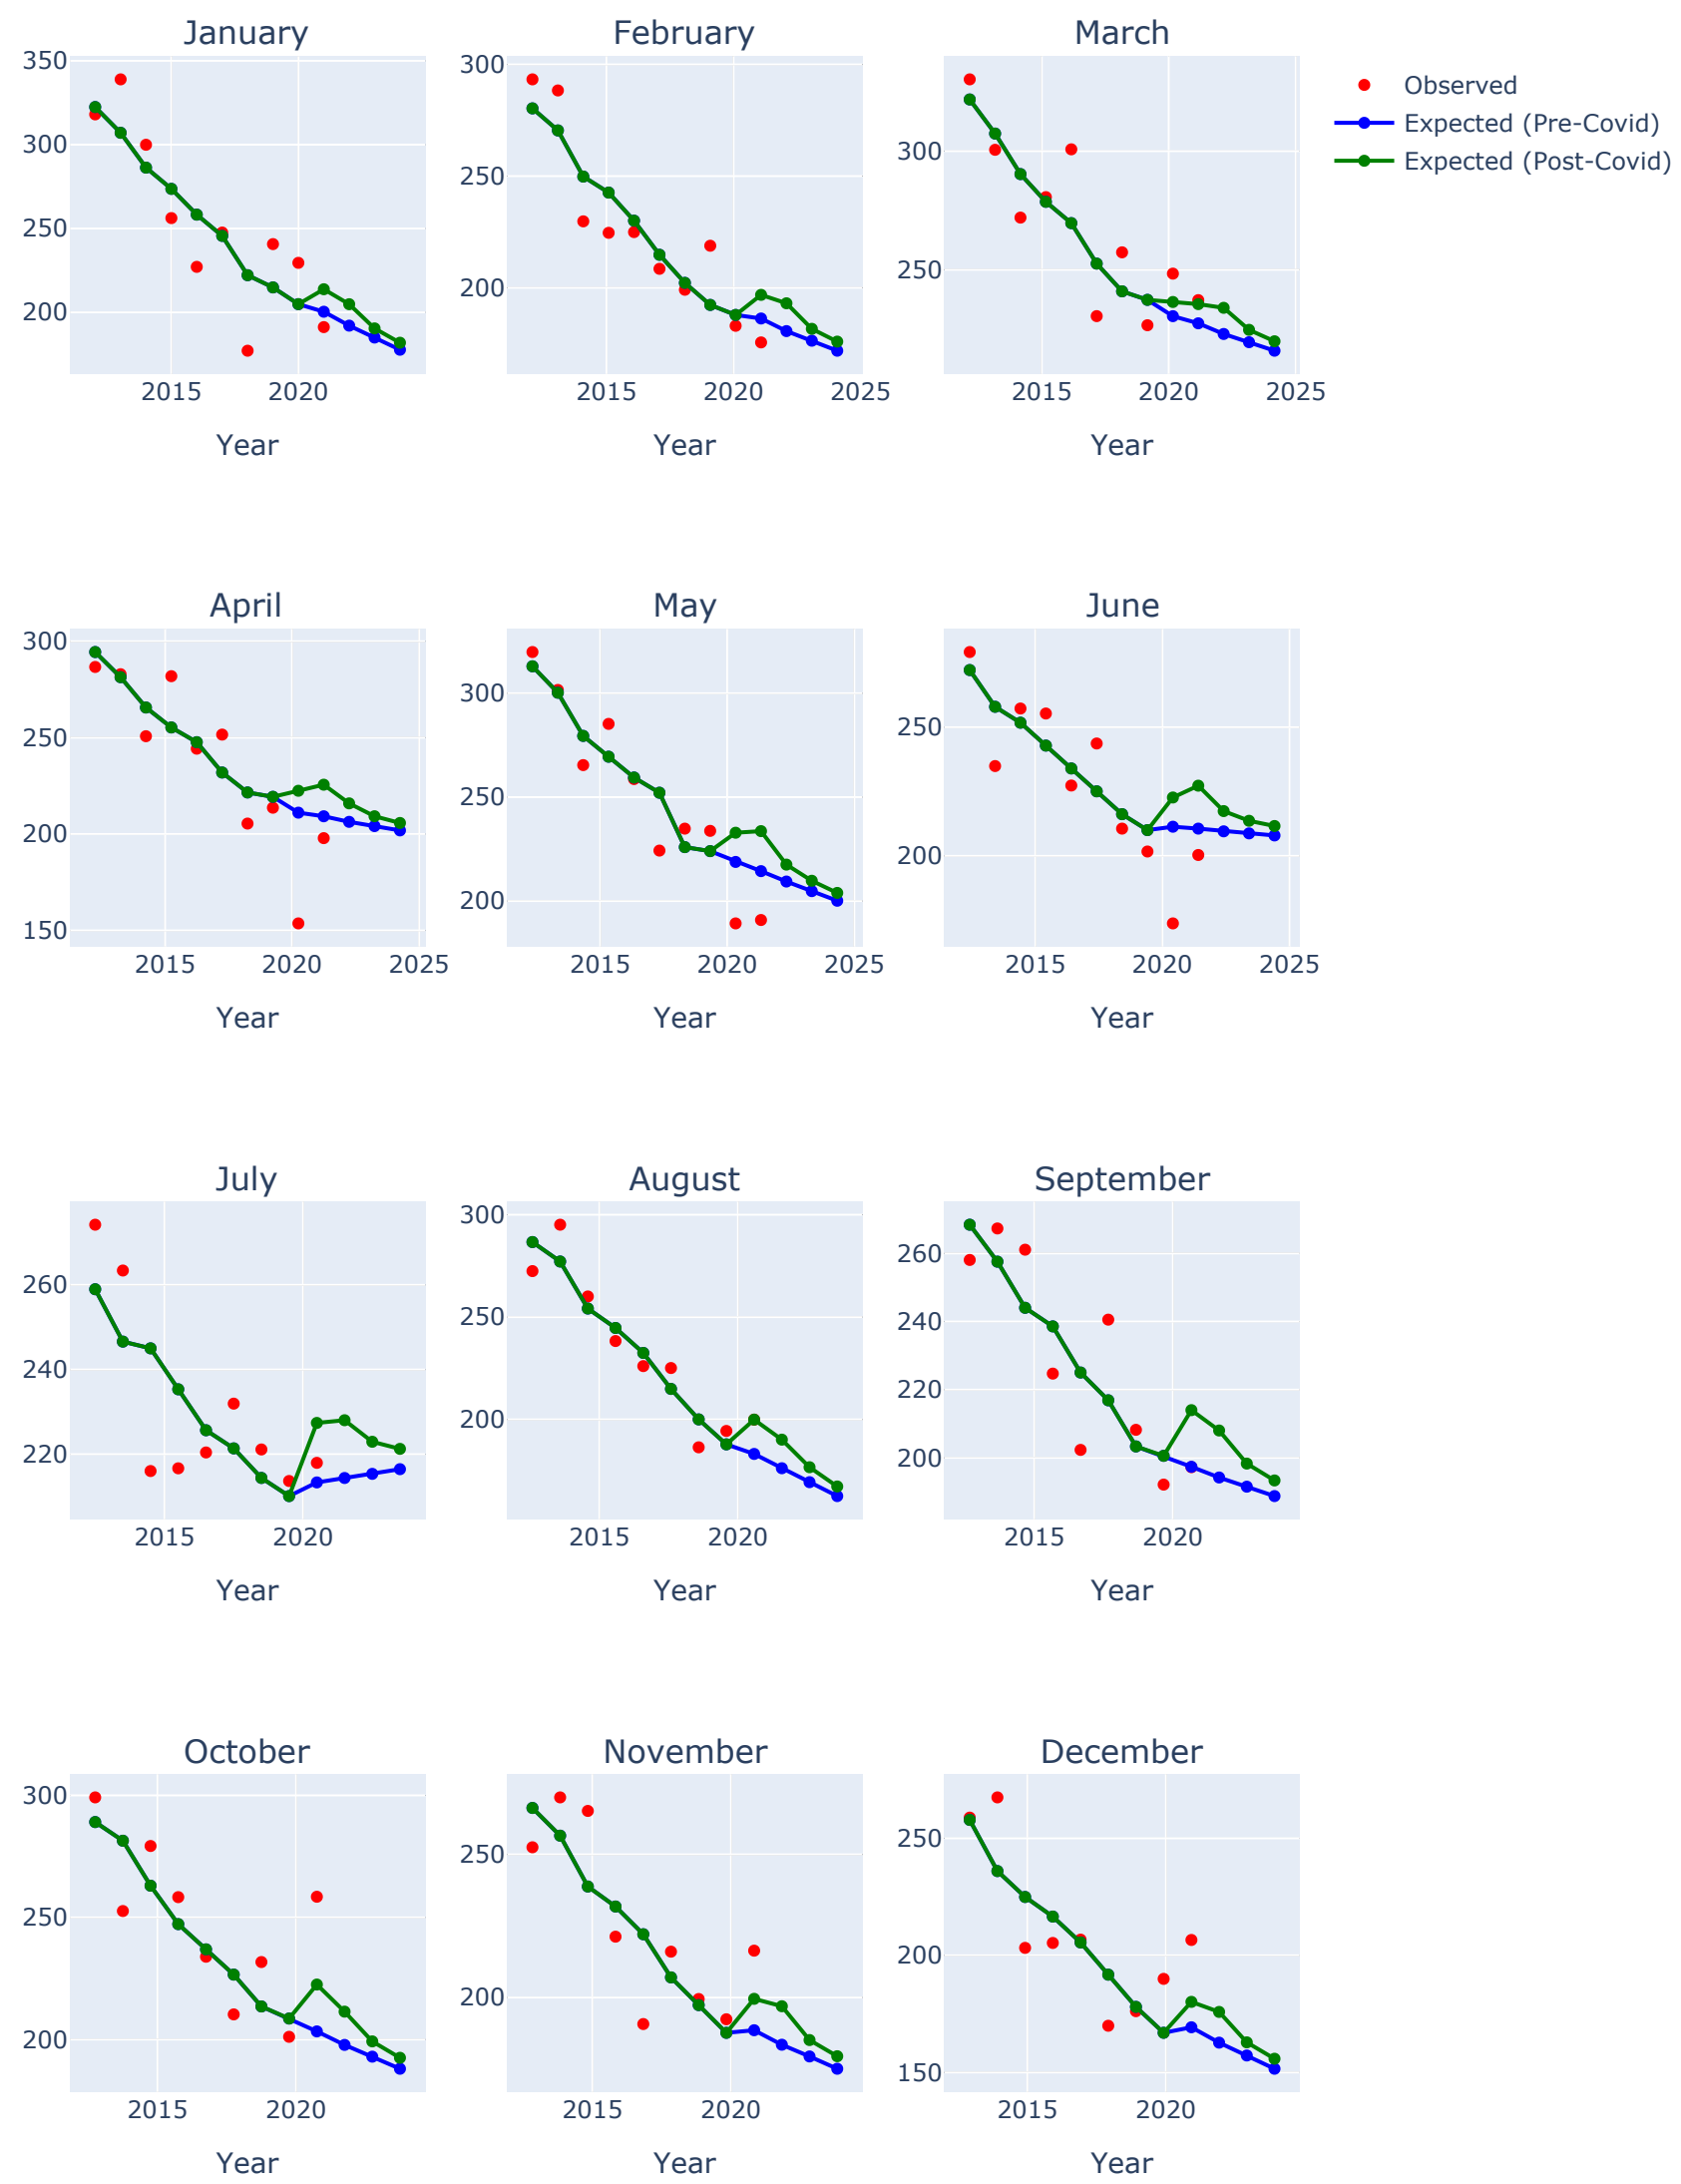 January February March
350
300
250
200
2015 2020
Year
300
250
200
2015 2020 2025
Year
300
250
2015 2020 2025
Year
Observed
Expected (Pre-Covid)
Expected (Post-Covid)
April May June
300
250
200
150
2015 2020 2025
Year
300
250
200
2015 2020 2025
Year
250
200
2015 2020 2025
Year
July August September
260
240
220
2015 2020
Year
300
250
200
2015 2020
Year
260
240
220
200
2015 2020
Year
October November December
300
250
200
2015 2020
Year
250
200
2015 2020
Year
250
200
150
2015 2020
Year